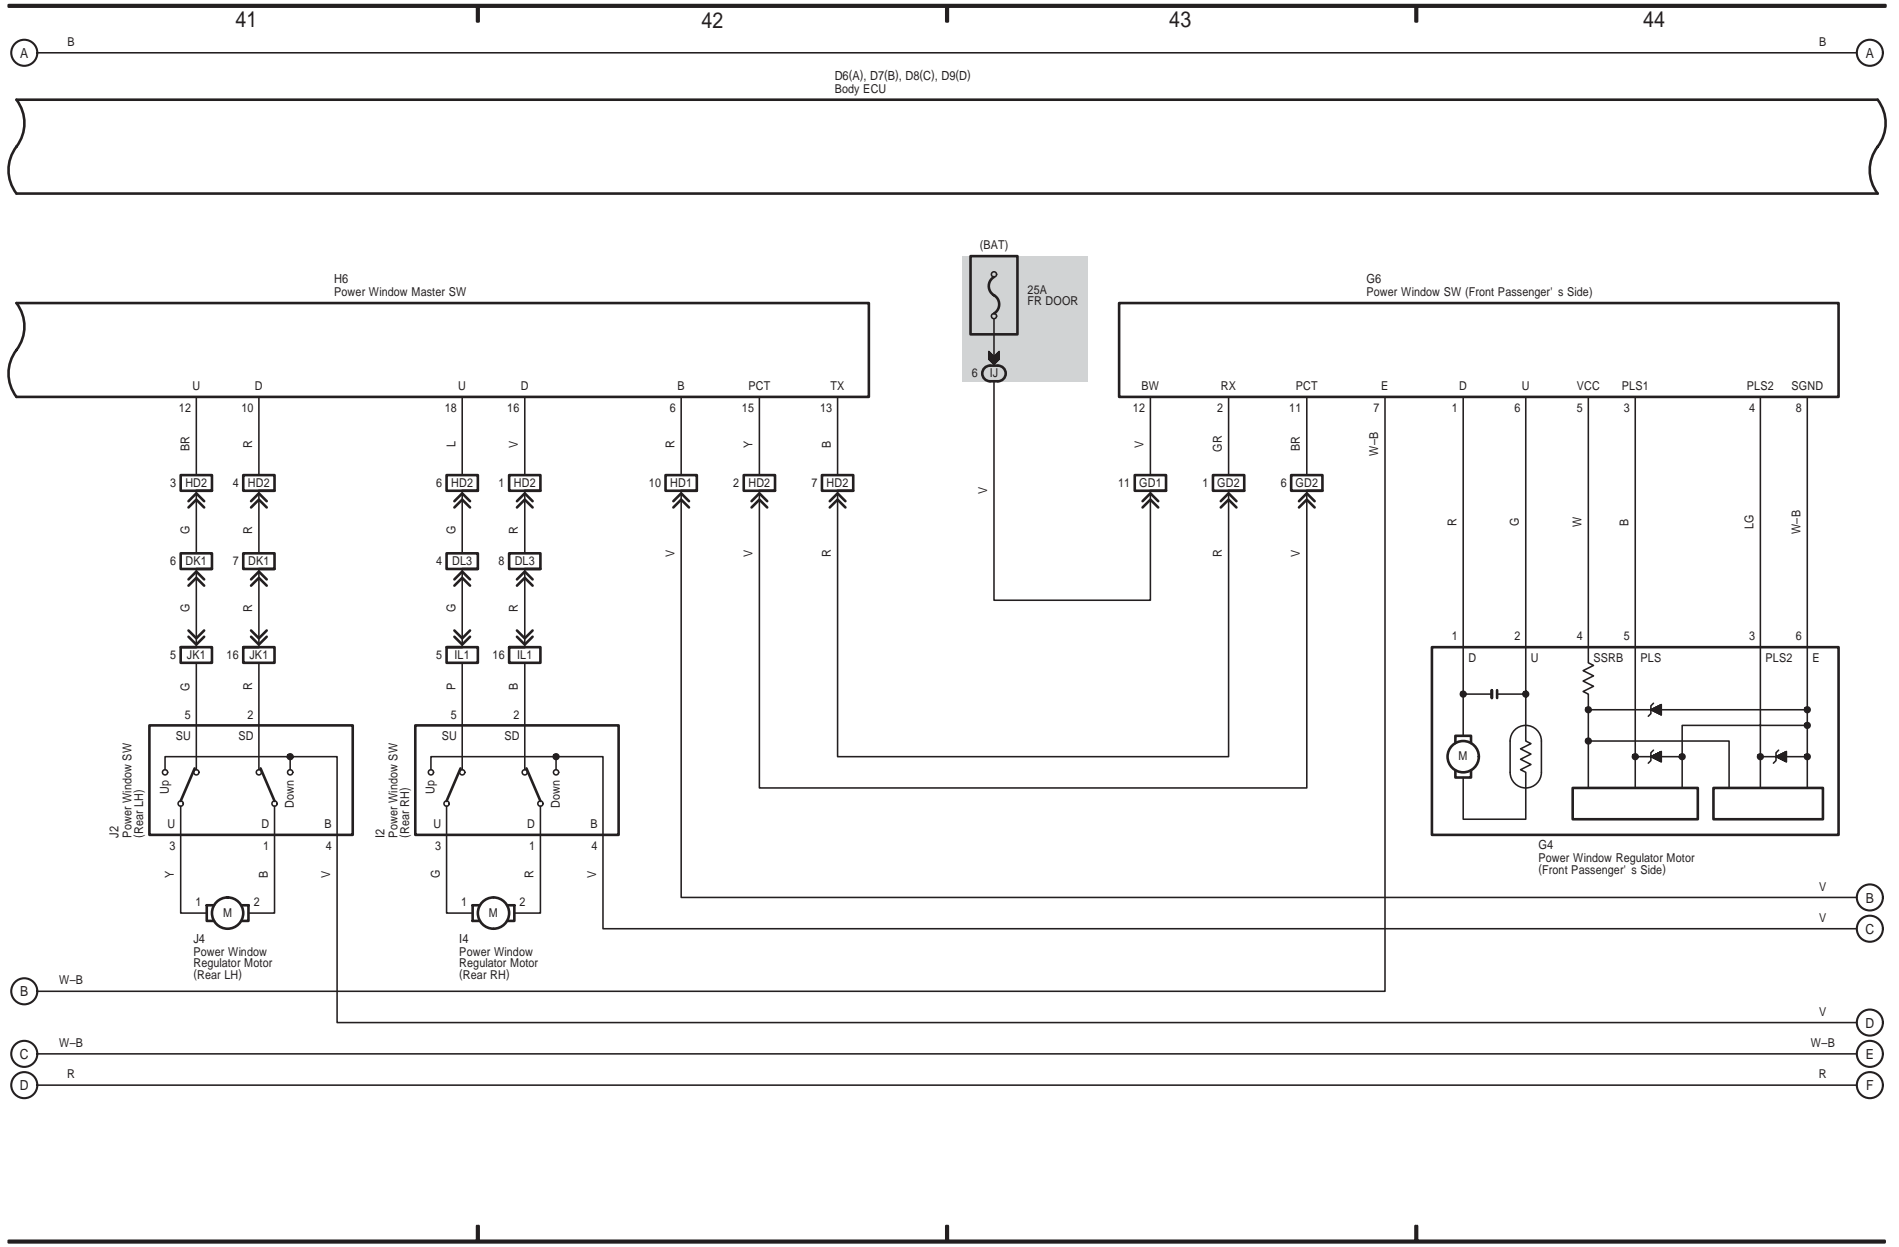 41 42 43 44
A B B A
D6(A), D7(B), D8(C), D9(D)
Body ECU
(BAT)
25A
FR DOOR
6 IJ
H6
Power Window Master SW
G6
Power Window SW (Front Passenger' s Side)
U D U D B PCT TX BW RX PCT E D U VCC PLS1 PLS2 SGND
12 10 18 16 6 15 13 12 2 11 7 1 6 5 3 4 8
BR R L V R Y B V GR BR W–B
3 HD2 4 HD2 6 HD2 1 HD2 10 HD1 2 HD2 7 HD2 V 11 GD1 1 GD2 6 GD2
G R G R R G W B LG W–B
6 DK1 7 DK1 4 DL3 8 DL3 V V R R V
G R G R
5 JK1 16 JK1 5 IL1 16 IL1
1 2 4 5 3 6
D U SSRB PLS PLS2 E
G R P B
5 2 5 2
SU SD SU SD
Up Down Up Down
M
U D B U D B
3 1 4 3 1 4
J2
Power Window SW
(Rear LH)
I2
Power Window SW
(Rear RH)
G4
Power Window Regulator Motor
(Front Passenger' s Side)
Y B V G R V
1 M 2 1 M 2
J4
Power Window
Regulator Motor
(Rear LH)
I4
Power Window
Regulator Motor
(Rear RH)
V B
V C
B W–B
V D
C W–B W–B E
D R R F